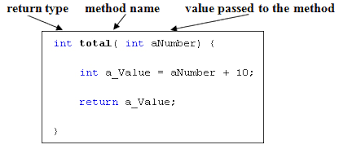 return type method name value passed to the method
int total( int aNumber) {
int a_Value = aNumber + 10;
return a_Value;
}